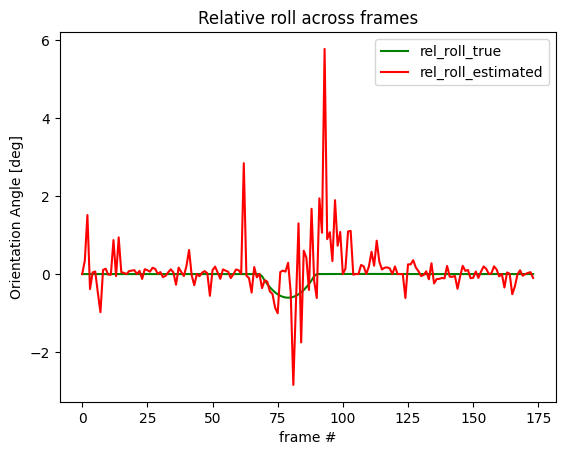 Relative roll across frames
rel_roll_true
rel_roll_estimated
Orientation Angle [deg]
6
4
2
0
−2
0 25 50 75 100 125 150 175
frame #